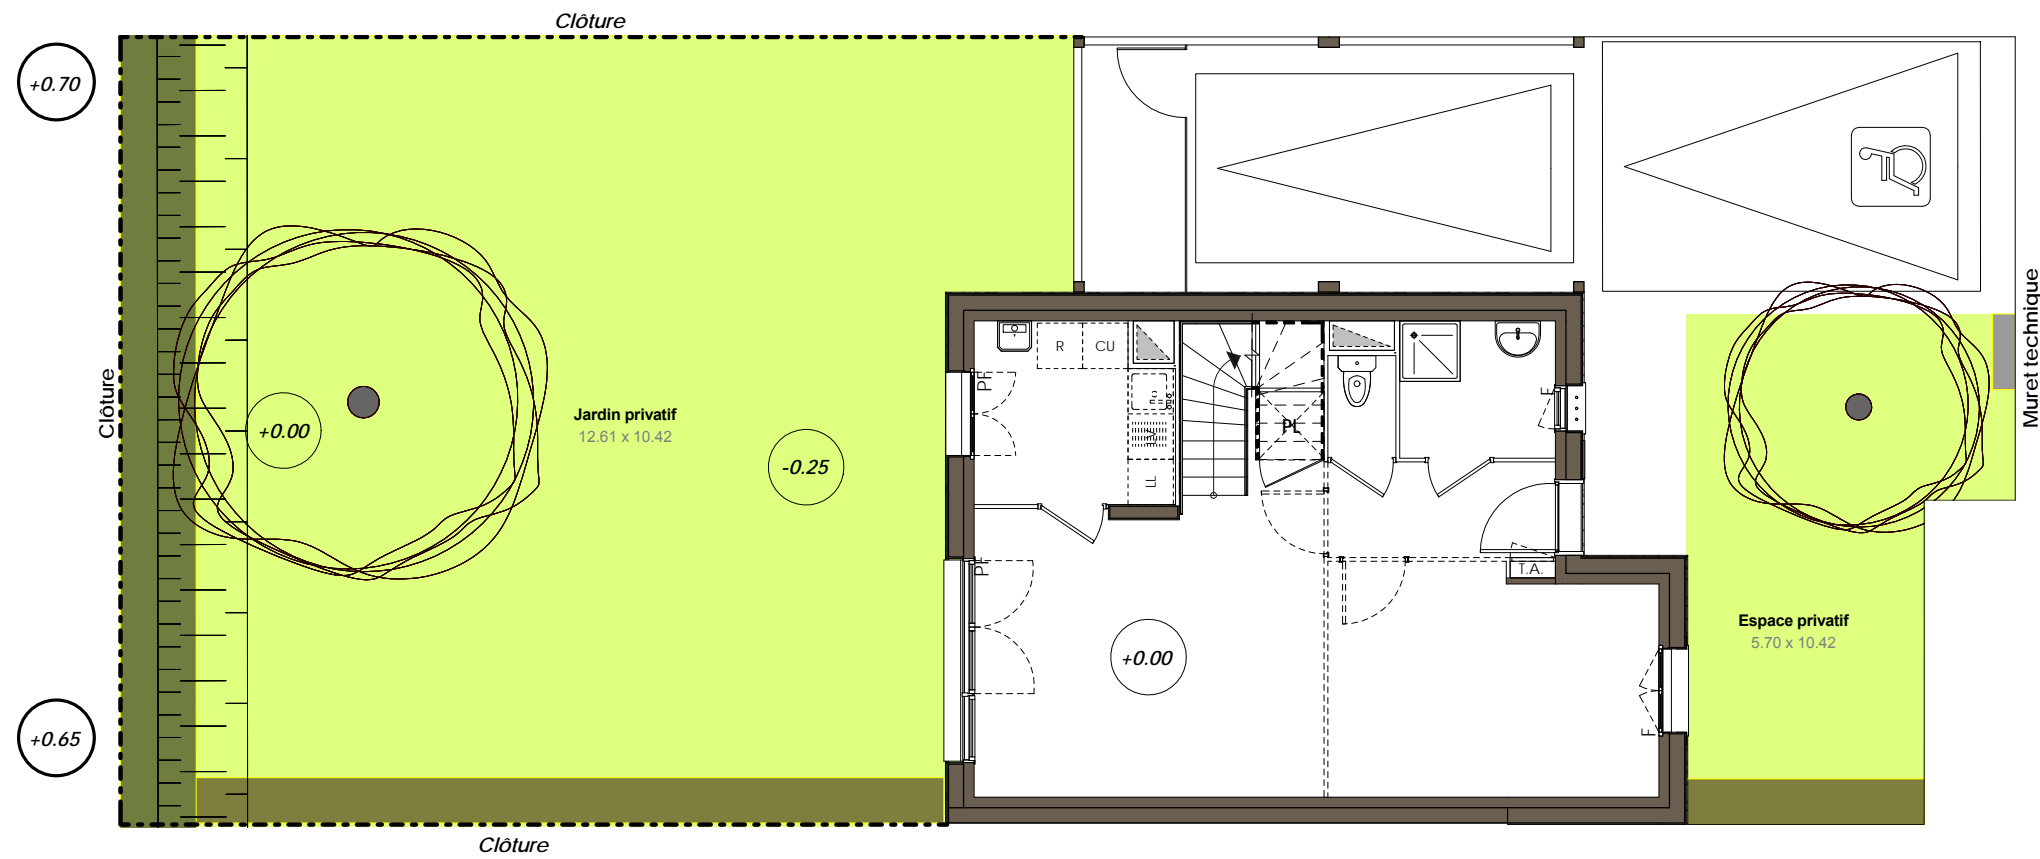 Clôture
+0.70
Muret technique
R
CU
PF
F
Clôture
Jardin privatif
12.61 x 10.42
+0.00
-0.25
PL
LV
LL
PF
T.A.
Espace privatif
5.70 x 10.42
+0.00
F
+0.65
Clôture